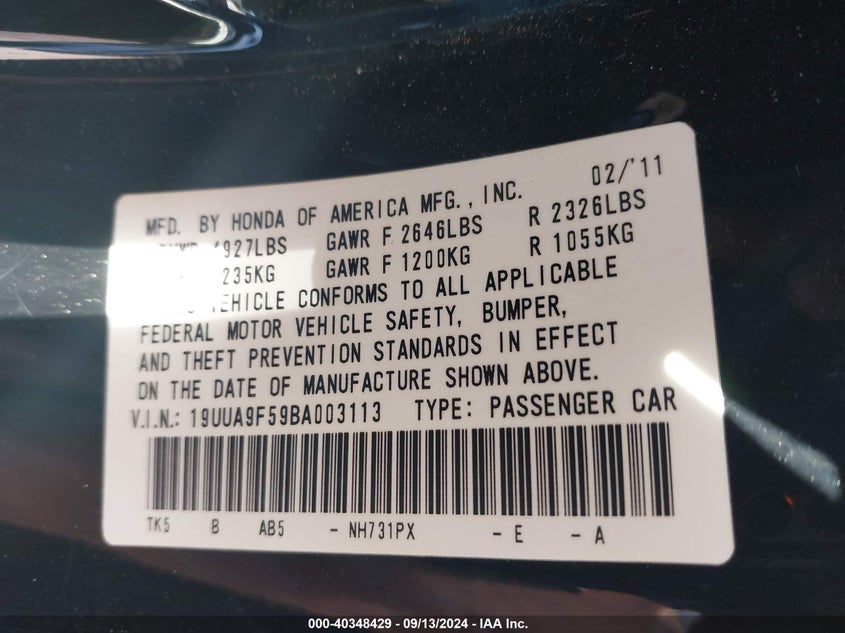 02/'11
MFD. BY HONDA OF AMERICA MFG., INC.
4927LBS GAWR F 2646LBS R 2326LBS
235KG GAWR F 1200KG R 1055KG
VEHICLE CONFORMS TO ALL APPLICABLE
FEDERAL MOTOR VEHICLE SAFETY, BUMPER,
AND THEFT PREVENTION STANDARDS IN EFFECT
ON THE DATE OF MANUFACTURE SHOWN ABOVE.
V.I.N.: 19UUA9F59BA003113 TYPE: PASSENGER CAR
TK5 B AB5 - NH731PX - E - A
000-40348429 - 09/13/2024 - IAA Inc.